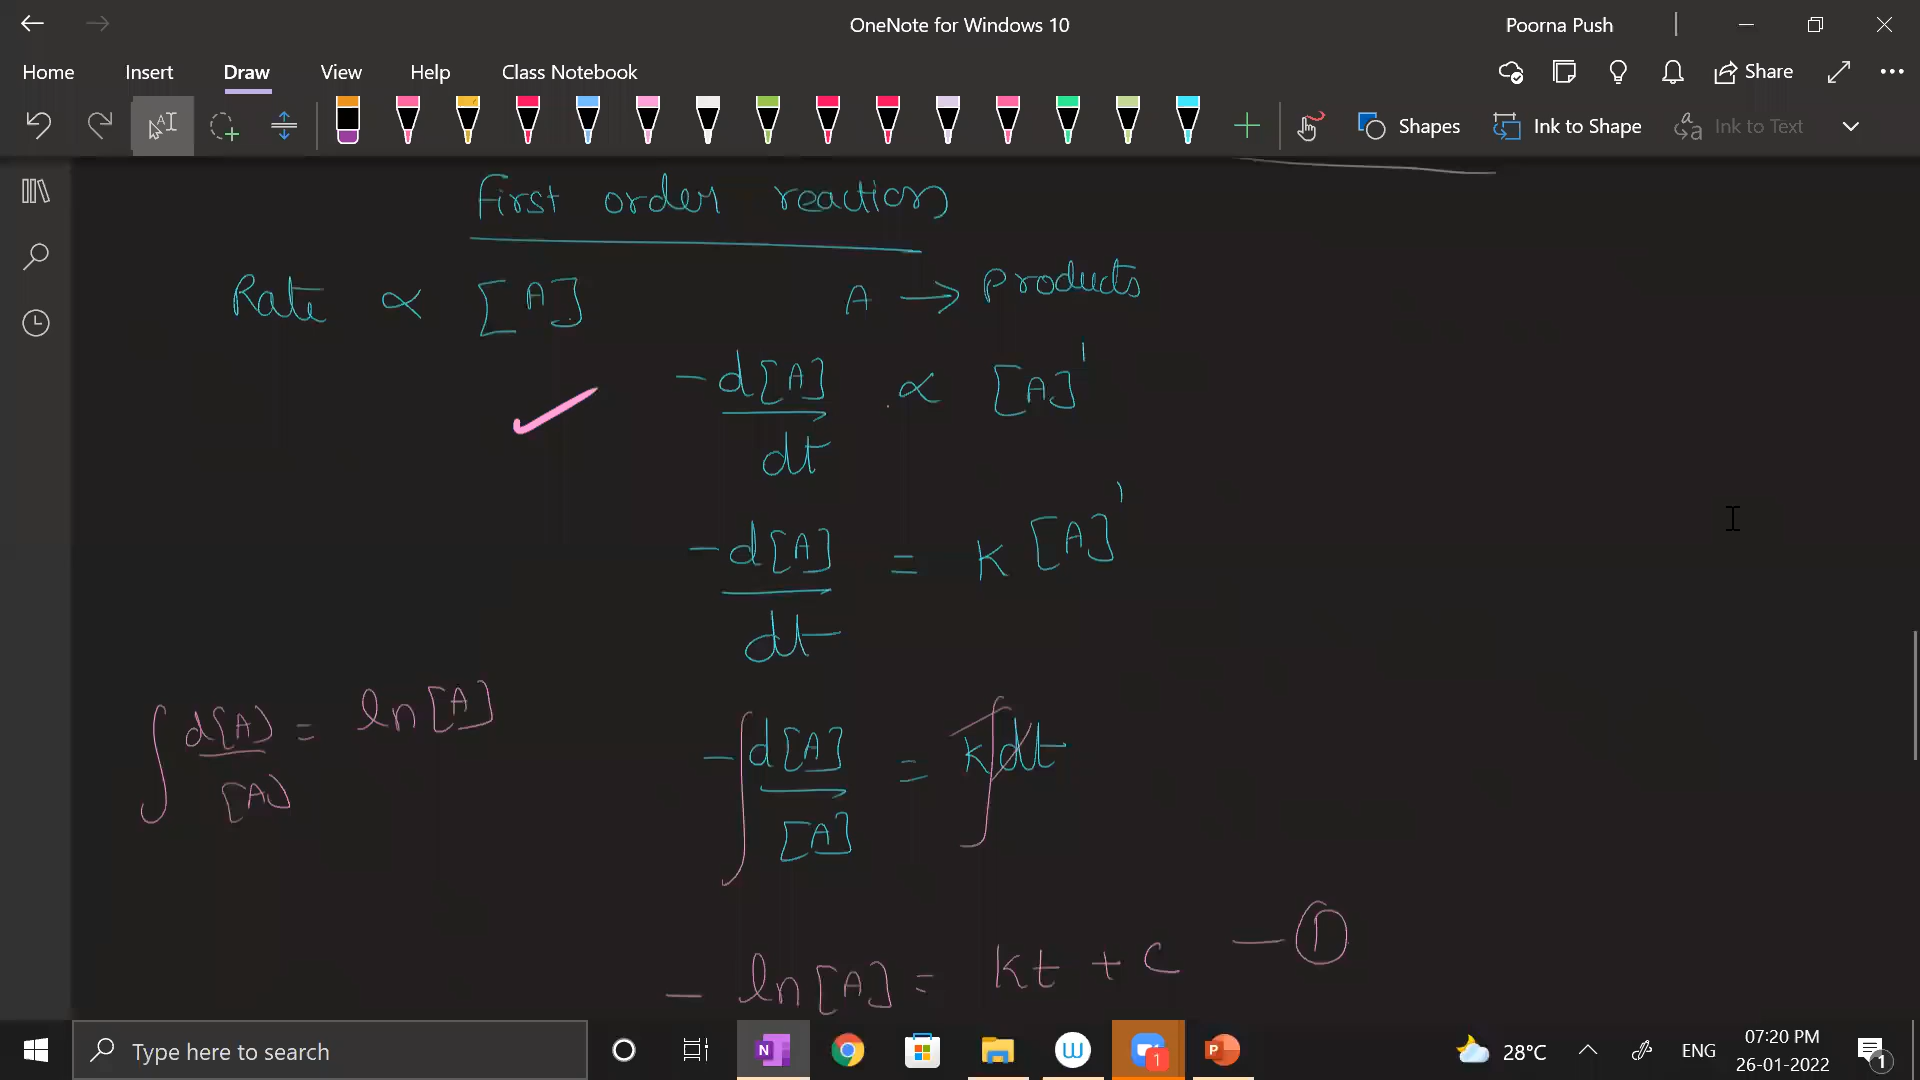 OneNote for Windows 10
Poorna Push
Home Insert Draw View Help Class Notebook
Share
Shapes
Ink to Shape
Ink to Text
First order reaction
Rate ∝ [A]
A → Products
-d[A]/dt ∝ [A]¹
-d[A]/dt = K [A]¹
∫ d[A]/[A] = ln[A]
-∫ d[A]/[A] = K∫dt
- ln[A] = Kt + C — ①
Type here to search
28°C
ENG
07:20 PM
26-01-2022
1
1